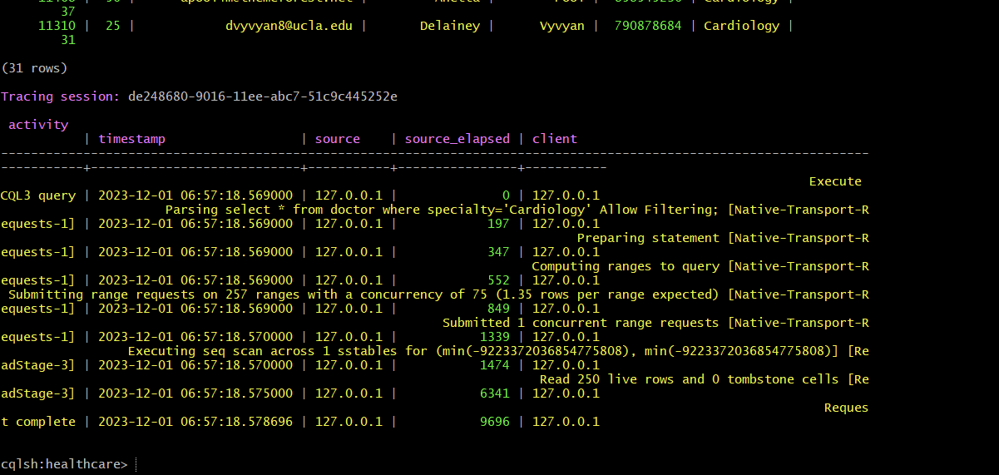 37
11310 | 25 | dvyvyan8@ucla.edu | Delainey | Vyvyan | 790878684 | Cardiology |
31
(31 rows)
Tracing session: de248680-9016-11ee-abc7-51c9c445252e
activity
| timestamp | source | source_elapsed | client
--------------------------------------------------------------------------------------------------------------------
-----------+----------------------------+-----------+----------------+-----------
Execute
CQL3 query | 2023-12-01 06:57:18.569000 | 127.0.0.1 | 0 | 127.0.0.1
Parsing select * from doctor where specialty='Cardiology' Allow Filtering; [Native-Transport-R
equests-1] | 2023-12-01 06:57:18.569000 | 127.0.0.1 | 197 | 127.0.0.1
Preparing statement [Native-Transport-R
equests-1] | 2023-12-01 06:57:18.569000 | 127.0.0.1 | 347 | 127.0.0.1
Computing ranges to query [Native-Transport-R
equests-1] | 2023-12-01 06:57:18.569000 | 127.0.0.1 | 552 | 127.0.0.1
Submitting range requests on 257 ranges with a concurrency of 75 (1.35 rows per range expected) [Native-Transport-R
equests-1] | 2023-12-01 06:57:18.569000 | 127.0.0.1 | 849 | 127.0.0.1
Submitted 1 concurrent range requests [Native-Transport-R
equests-1] | 2023-12-01 06:57:18.570000 | 127.0.0.1 | 1339 | 127.0.0.1
Executing seq scan across 1 sstables for (min(-9223372036854775808), min(-9223372036854775808)] [Re
adStage-3] | 2023-12-01 06:57:18.570000 | 127.0.0.1 | 1474 | 127.0.0.1
Read 250 live rows and 0 tombstone cells [Re
adStage-3] | 2023-12-01 06:57:18.575000 | 127.0.0.1 | 6341 | 127.0.0.1
Reques
t complete | 2023-12-01 06:57:18.578696 | 127.0.0.1 | 9696 | 127.0.0.1
cqlsh:healthcare>